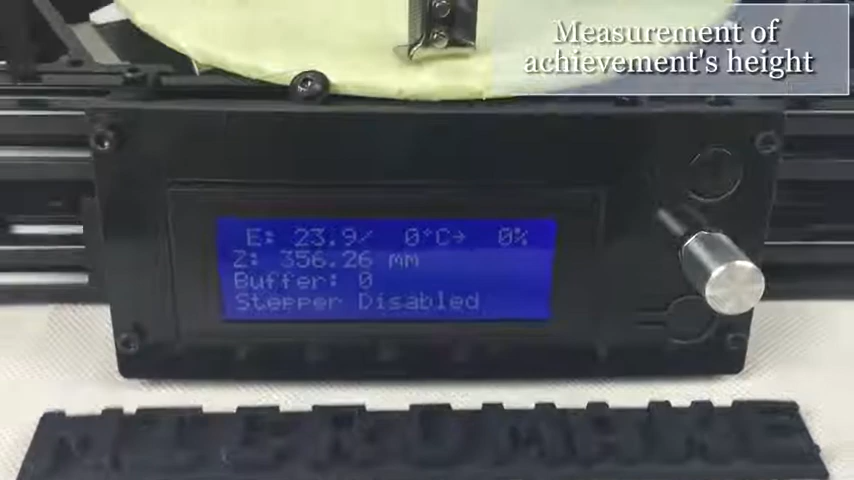 Measurement of
achievement's height
E: 23.9/ 0°C→ 0%
Z: 356.26 mm
Buffer: 0
Stepper Disabled